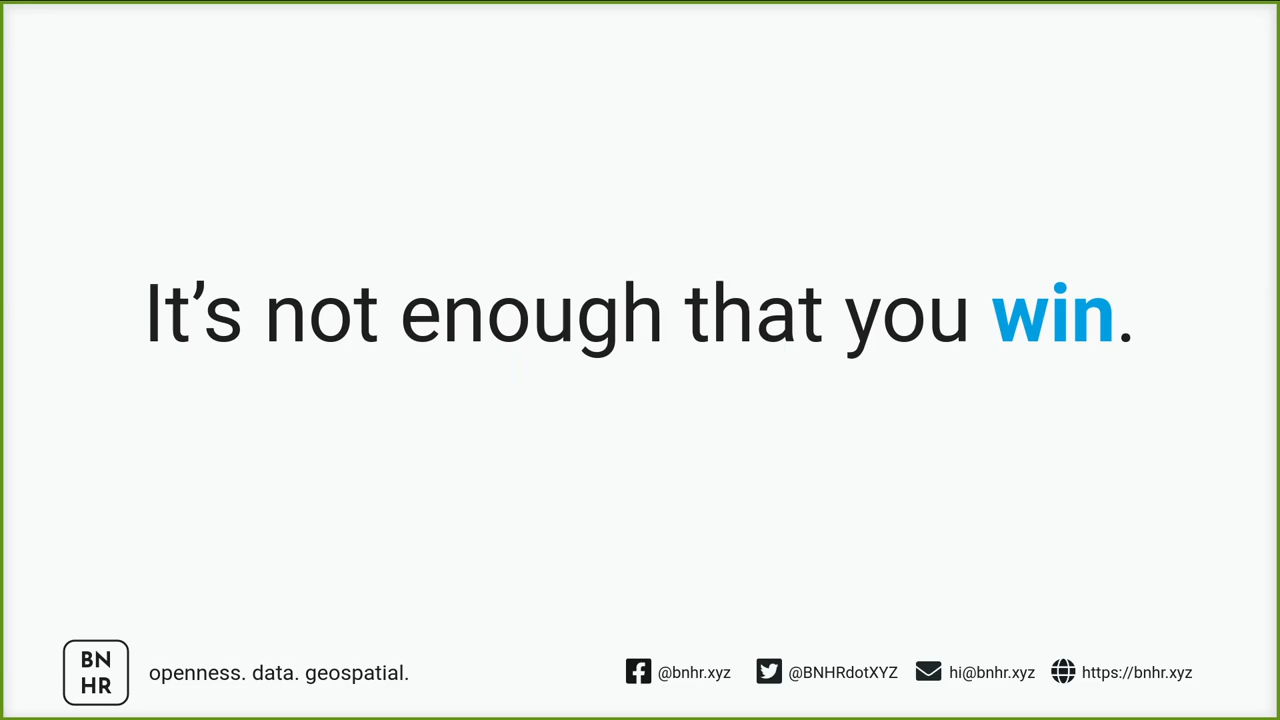 It’s not enough that you win.
BN
HR
openness. data. geospatial.
@bnhr.xyz
@BNHRdotXYZ
hi@bnhr.xyz
https://bnhr.xyz